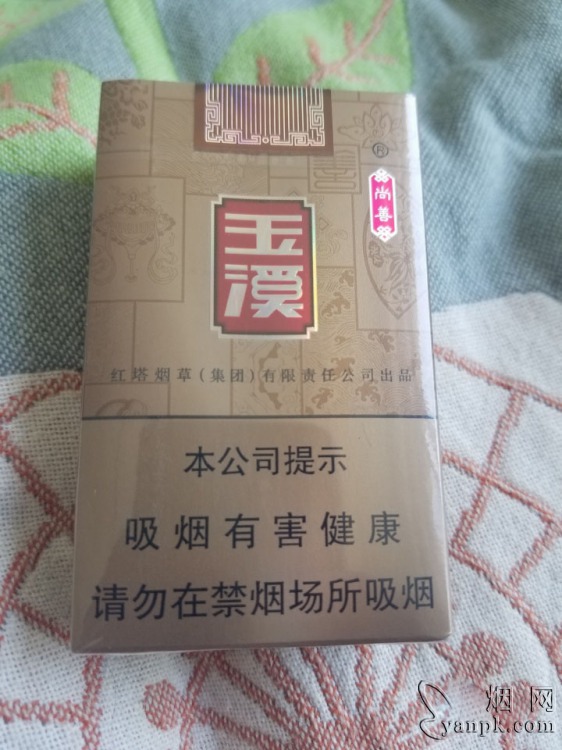 ®
尚善
玉溪
红塔烟草(集团)有限责任公司出品
本公司提示
吸烟有害健康
请勿在禁烟场所吸烟
烟网
yanpk.com